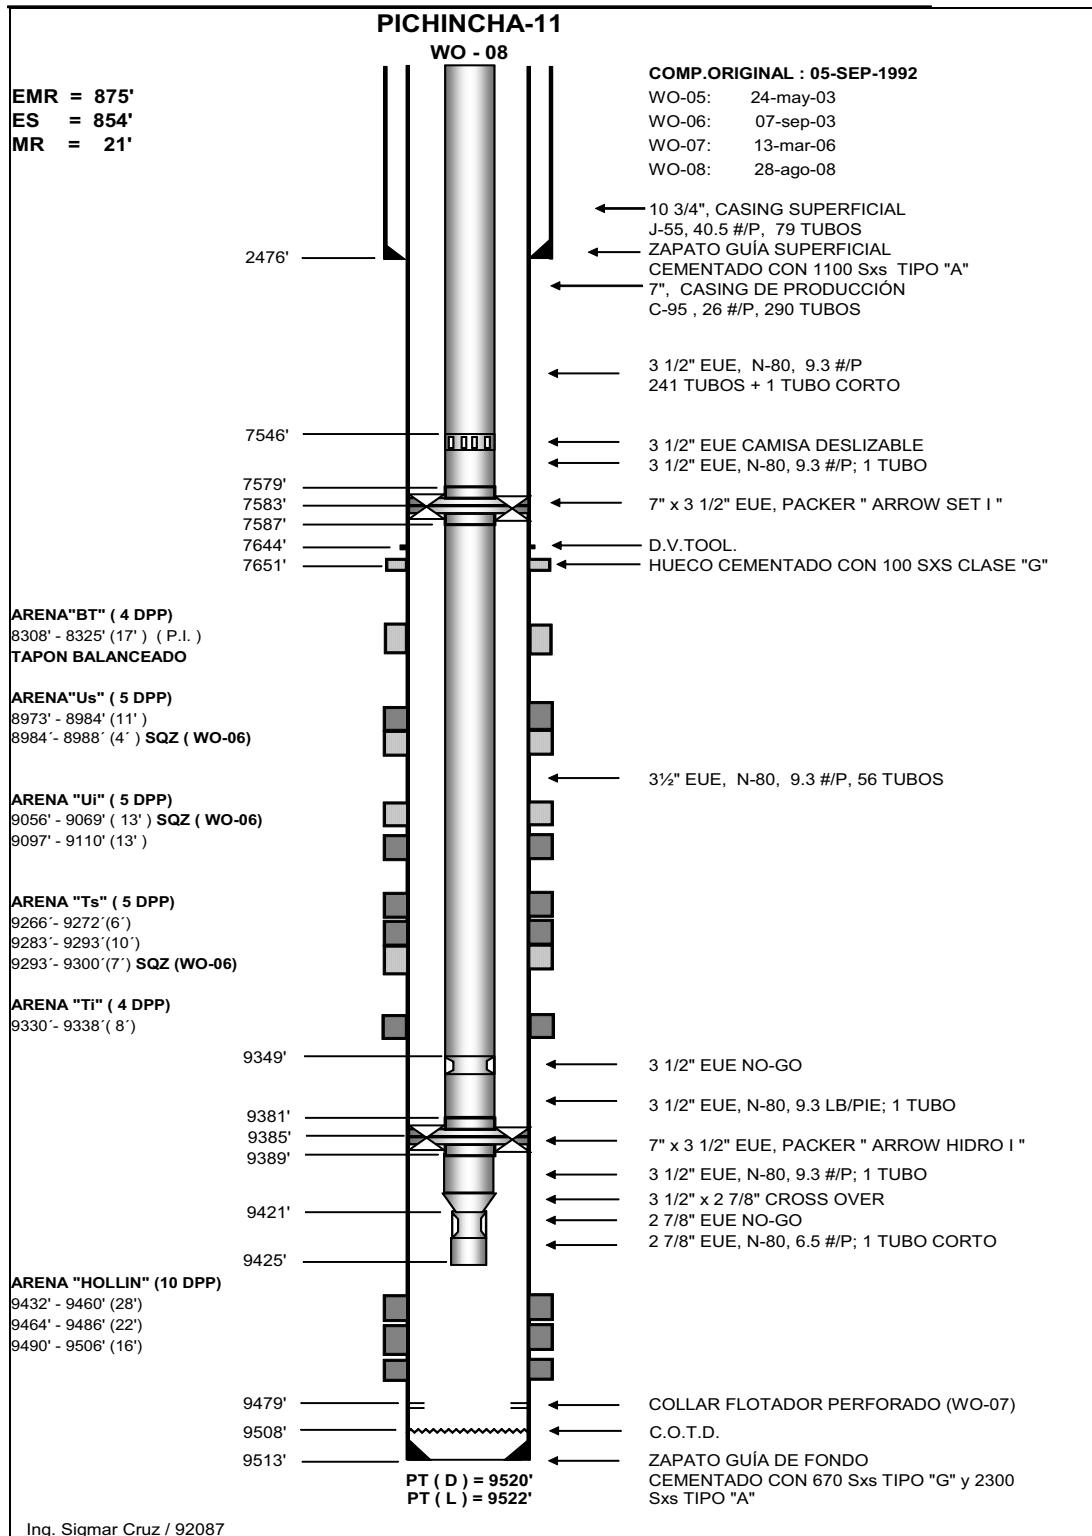 PICHINCHA-11
WO - 08
EMR = 875'
ES = 854'
MR = 21'
COMP.ORIGINAL : 05-SEP-1992
WO-05: 24-may-03
WO-06: 07-sep-03
WO-07: 13-mar-06
WO-08: 28-ago-08
10 3/4", CASING SUPERFICIAL
J-55, 40.5 #/P, 79 TUBOS
2476'
ZAPATO GUÍA SUPERFICIAL
CEMENTADO CON 1100 Sxs TIPO "A"
7", CASING DE PRODUCCIÓN
C-95 , 26 #/P, 290 TUBOS
3 1/2" EUE, N-80, 9.3 #/P
241 TUBOS + 1 TUBO CORTO
7546'
3 1/2" EUE CAMISA DESLIZABLE
3 1/2" EUE, N-80, 9.3 #/P; 1 TUBO
7579'
7583'
7" x 3 1/2" EUE, PACKER " ARROW SET I "
7587'
7644'
D.V.TOOL.
7651'
HUECO CEMENTADO CON 100 SXS CLASE "G"
ARENA"BT" ( 4 DPP)
8308' - 8325' (17' ) ( P.I. )
TAPON BALANCEADO
ARENA"Us" ( 5 DPP)
8973' - 8984' (11' )
8984´- 8988´ (4´ ) SQZ ( WO-06)
3½" EUE, N-80, 9.3 #/P, 56 TUBOS
ARENA "Ui" ( 5 DPP)
9056' - 9069' ( 13' ) SQZ ( WO-06)
9097' - 9110' (13' )
ARENA "Ts" ( 5 DPP)
9266´- 9272´(6´)
9283´- 9293´(10´)
9293´- 9300´(7´) SQZ (WO-06)
ARENA "Ti" ( 4 DPP)
9330´- 9338´( 8´)
9349'
3 1/2" EUE NO-GO
3 1/2" EUE, N-80, 9.3 LB/PIE; 1 TUBO
9381'
9385'
7" x 3 1/2" EUE, PACKER " ARROW HIDRO I "
9389'
3 1/2" EUE, N-80, 9.3 #/P; 1 TUBO
3 1/2" x 2 7/8" CROSS OVER
9421'
2 7/8" EUE NO-GO
2 7/8" EUE, N-80, 6.5 #/P; 1 TUBO CORTO
9425'
ARENA "HOLLIN" (10 DPP)
9432' - 9460' (28')
9464' - 9486' (22')
9490' - 9506' (16')
9479'
COLLAR FLOTADOR PERFORADO (WO-07)
9508'
C.O.T.D.
9513'
ZAPATO GUÍA DE FONDO
CEMENTADO CON 670 Sxs TIPO "G" y 2300
Sxs TIPO "A"
PT ( D ) = 9520'
PT ( L ) = 9522'
Ing. Sigmar Cruz / 92087